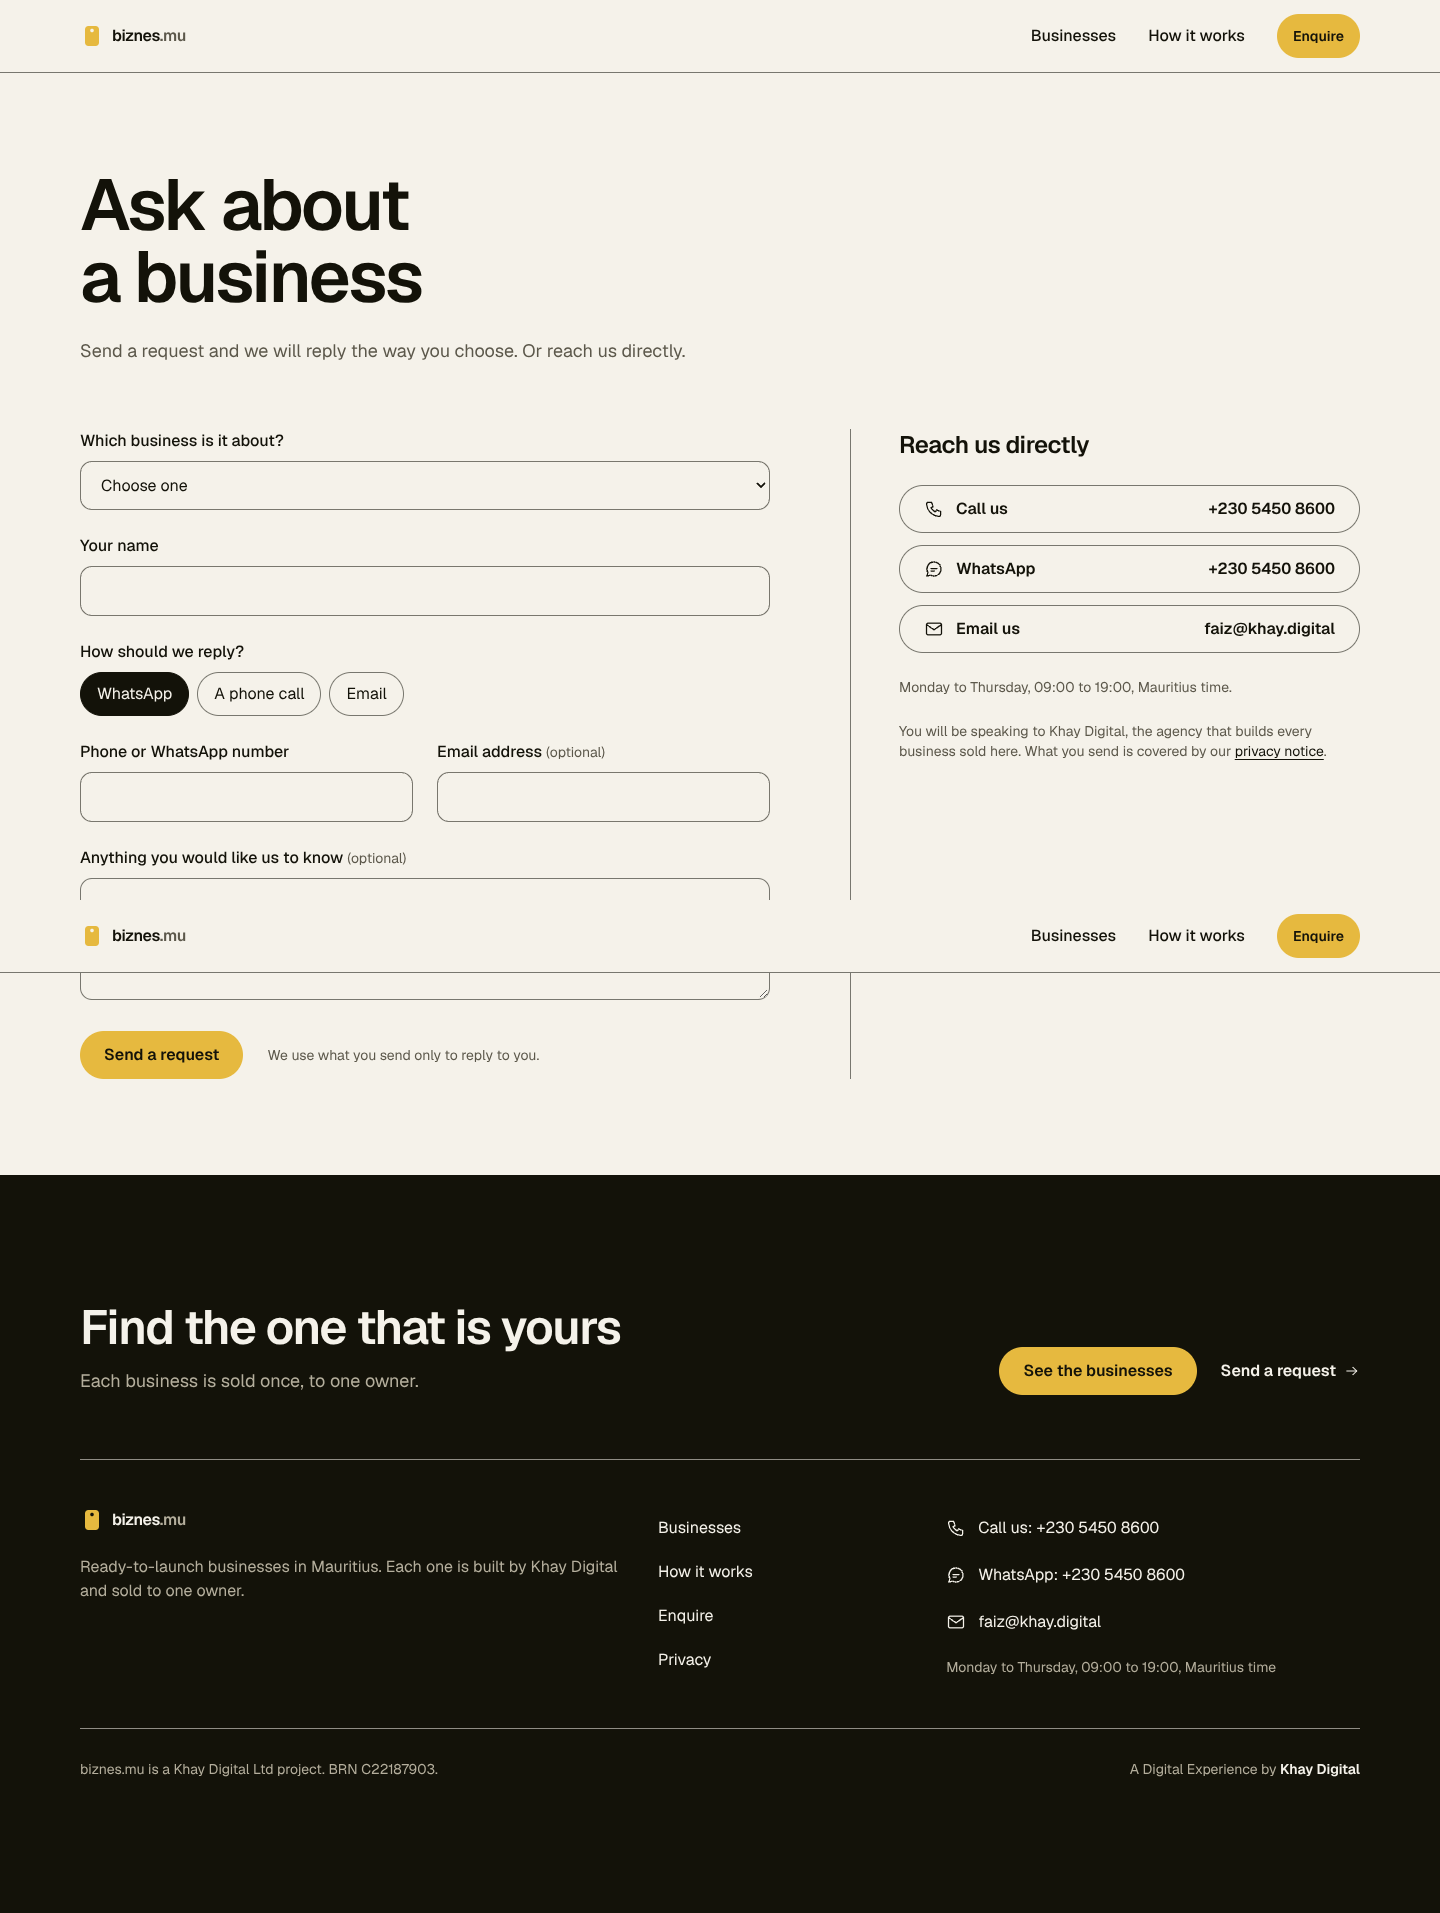 biznes.mu
Businesses
How it works
Enquire
Ask about
a business
Send a request and we will reply the way you choose. Or reach us directly.
Which business is it about?
Choose one
Your name
How should we reply?
WhatsApp
A phone call
Email
Phone or WhatsApp number
Email address (optional)
Anything you would like us to know (optional)
Reach us directly
Call us +230 5450 8600
WhatsApp +230 5450 8600
Email us faiz@khay.digital
Monday to Thursday, 09:00 to 19:00, Mauritius time.
You will be speaking to Khay Digital, the agency that builds every
business sold here. What you send is covered by our privacy notice.
biznes.mu
Businesses
How it works
Enquire
Send a request
We use what you send only to reply to you.
Find the one that is yours
Each business is sold once, to one owner.
See the businesses
Send a request →
biznes.mu
Ready-to-launch businesses in Mauritius. Each one is built by Khay Digital
and sold to one owner.
Businesses
How it works
Enquire
Privacy
Call us: +230 5450 8600
WhatsApp: +230 5450 8600
faiz@khay.digital
Monday to Thursday, 09:00 to 19:00, Mauritius time
biznes.mu is a Khay Digital Ltd project. BRN C22187903.
A Digital Experience by Khay Digital